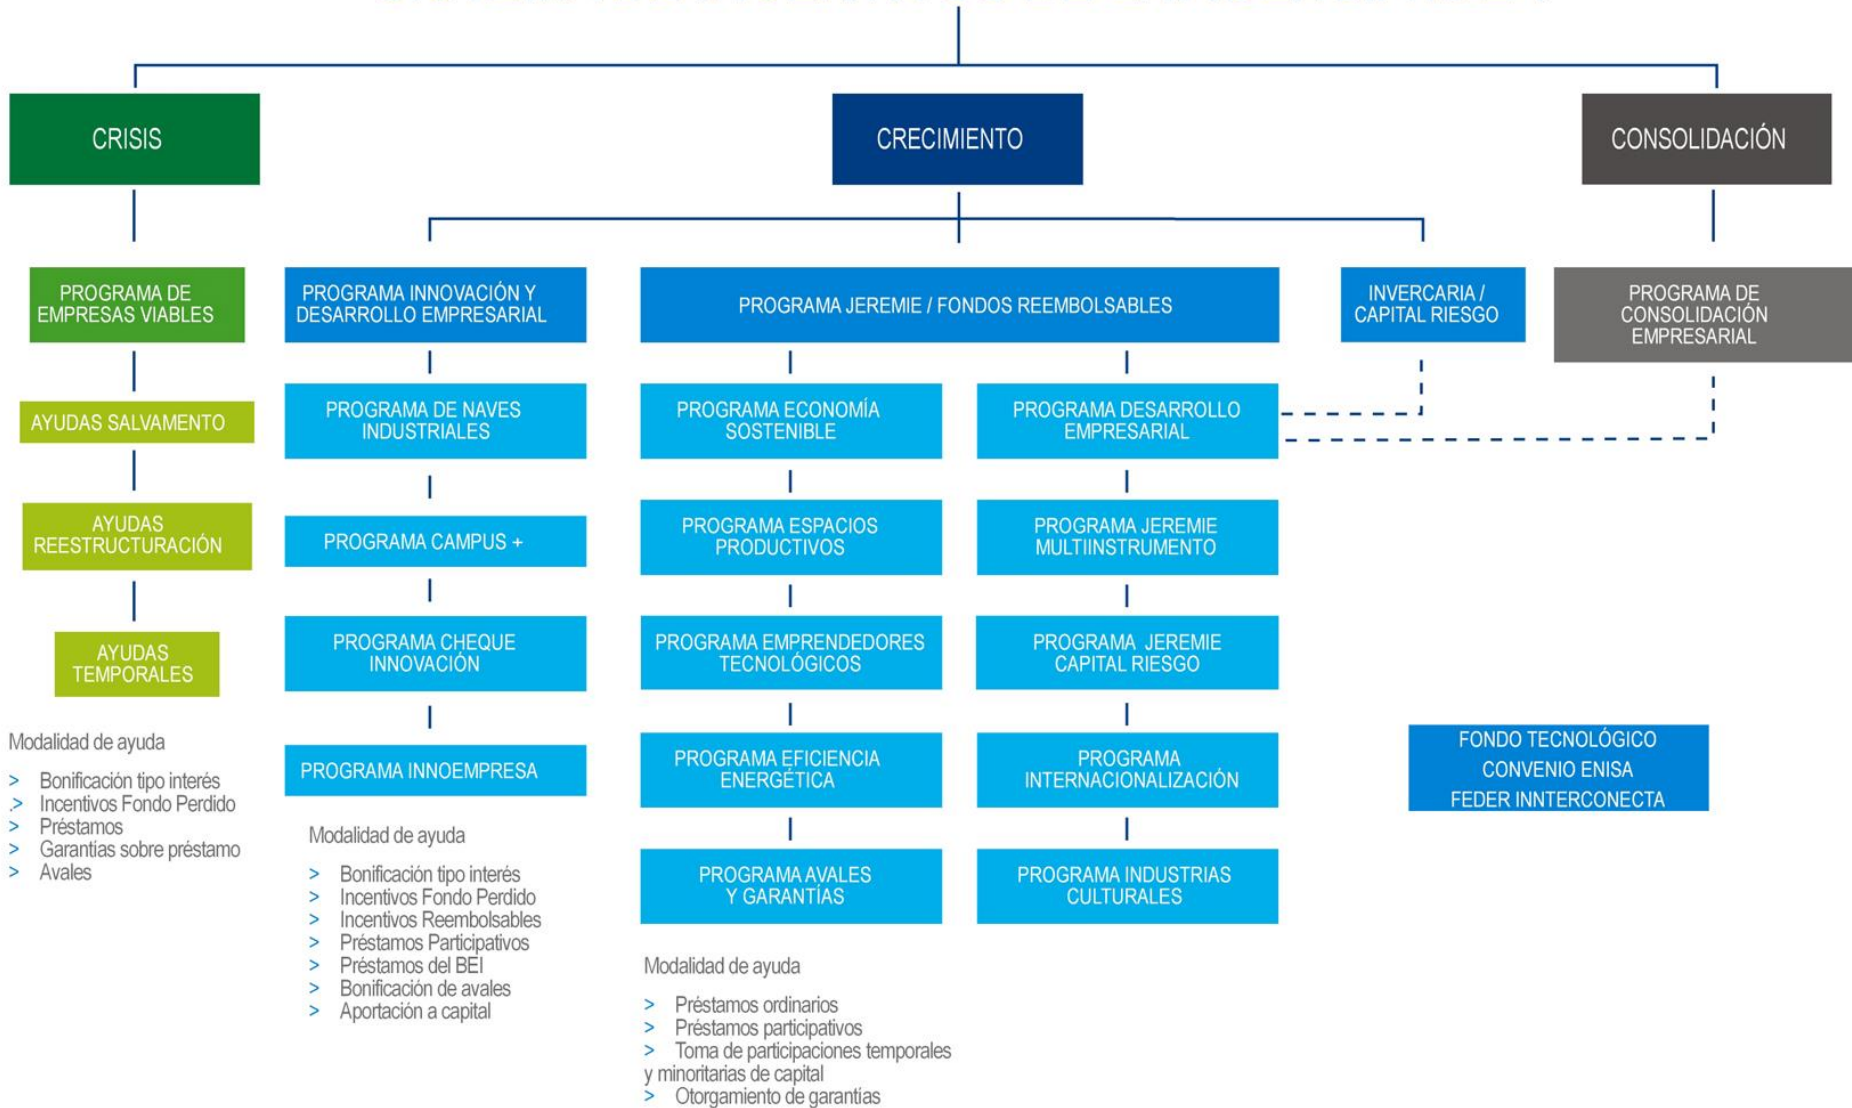 CRISIS
CRECIMIENTO
CONSOLIDACIÓN
PROGRAMA DE
EMPRESAS VIABLES
PROGRAMA INNOVACIÓN Y
DESARROLLO EMPRESARIAL
PROGRAMA JEREMIE / FONDOS REEMBOLSABLES
INVERCARIA /
CAPITAL RIESGO
PROGRAMA DE
CONSOLIDACIÓN
EMPRESARIAL
AYUDAS SALVAMENTO
AYUDAS
REESTRUCTURACIÓN
AYUDAS
TEMPORALES
Modalidad de ayuda
> Bonificación tipo interés
.> Incentivos Fondo Perdido
> Préstamos
> Garantías sobre préstamo
> Avales
PROGRAMA DE NAVES
INDUSTRIALES
PROGRAMA CAMPUS +
PROGRAMA CHEQUE
INNOVACIÓN
PROGRAMA INNOEMPRESA
Modalidad de ayuda
> Bonificación tipo interés
> Incentivos Fondo Perdido
> Incentivos Reembolsables
> Préstamos Participativos
> Préstamos del BEI
> Bonificación de avales
> Aportación a capital
PROGRAMA ECONOMÍA
SOSTENIBLE
PROGRAMA ESPACIOS
PRODUCTIVOS
PROGRAMA EMPRENDEDORES
TECNOLÓGICOS
PROGRAMA EFICIENCIA
ENERGÉTICA
PROGRAMA AVALES
Y GARANTÍAS
PROGRAMA DESARROLLO
EMPRESARIAL
PROGRAMA JEREMIE
MULTIINSTRUMENTO
PROGRAMA JEREMIE
CAPITAL RIESGO
PROGRAMA
INTERNACIONALIZACIÓN
PROGRAMA INDUSTRIAS
CULTURALES
Modalidad de ayuda
> Préstamos ordinarios
> Préstamos participativos
> Toma de participaciones temporales
y minoritarias de capital
> Otorgamiento de garantías
FONDO TECNOLÓGICO
CONVENIO ENISA
FEDER INNTERCONECTA